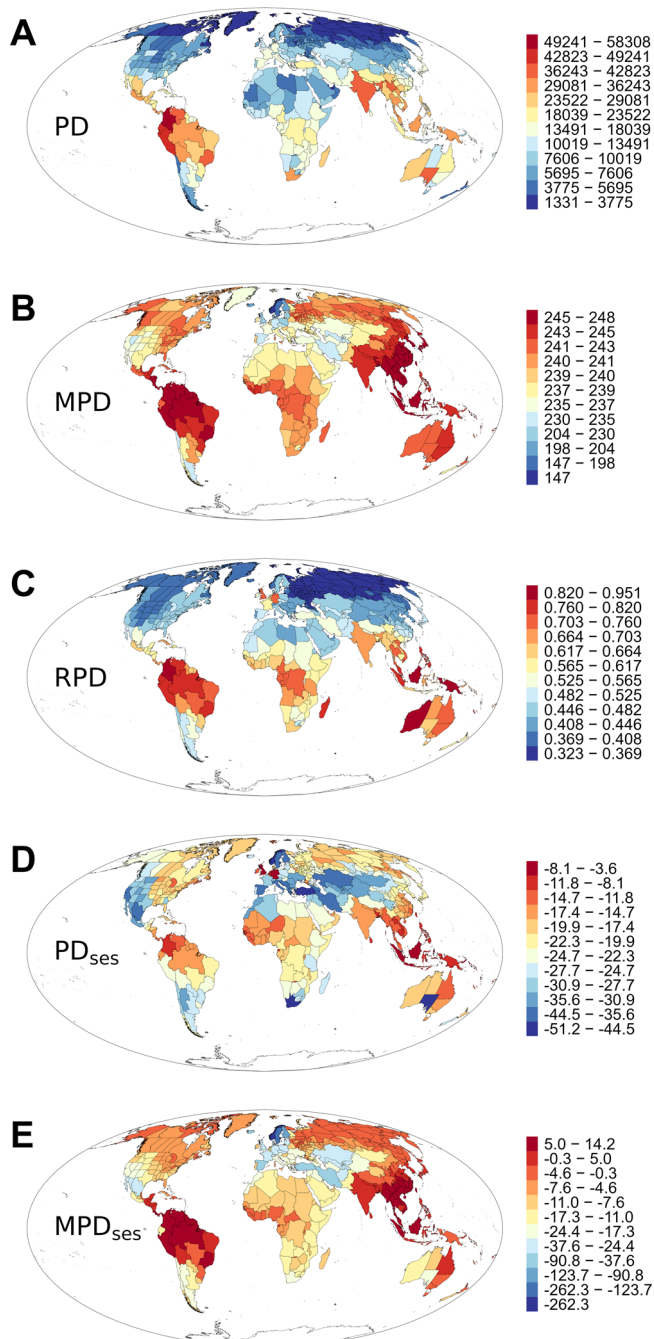 A
PD
49241 – 58308
42823 – 49241
36243 – 42823
29081 – 36243
23522 – 29081
18039 – 23522
13491 – 18039
10019 – 13491
7606 – 10019
5695 – 7606
3775 – 5695
1331 – 3775
B
MPD
245 – 248
243 – 245
241 – 243
240 – 241
239 – 240
237 – 239
235 – 237
230 – 235
204 – 230
198 – 204
147 – 198
147
C
RPD
0.820 – 0.951
0.760 – 0.820
0.703 – 0.760
0.664 – 0.703
0.617 – 0.664
0.565 – 0.617
0.525 – 0.565
0.482 – 0.525
0.446 – 0.482
0.408 – 0.446
0.369 – 0.408
0.323 – 0.369
D
PDses
-8.1 – -3.6
-11.8 – -8.1
-14.7 – -11.8
-17.4 – -14.7
-19.9 – -17.4
-22.3 – -19.9
-24.7 – -22.3
-27.7 – -24.7
-30.9 – -27.7
-35.6 – -30.9
-44.5 – -35.6
-51.2 – -44.5
E
MPDses
5.0 – 14.2
-0.3 – 5.0
-4.6 – -0.3
-7.6 – -4.6
-11.0 – -7.6
-17.3 – -11.0
-24.4 – -17.3
-37.6 – -24.4
-90.8 – -37.6
-123.7 – -90.8
-262.3 – -123.7
-262.3